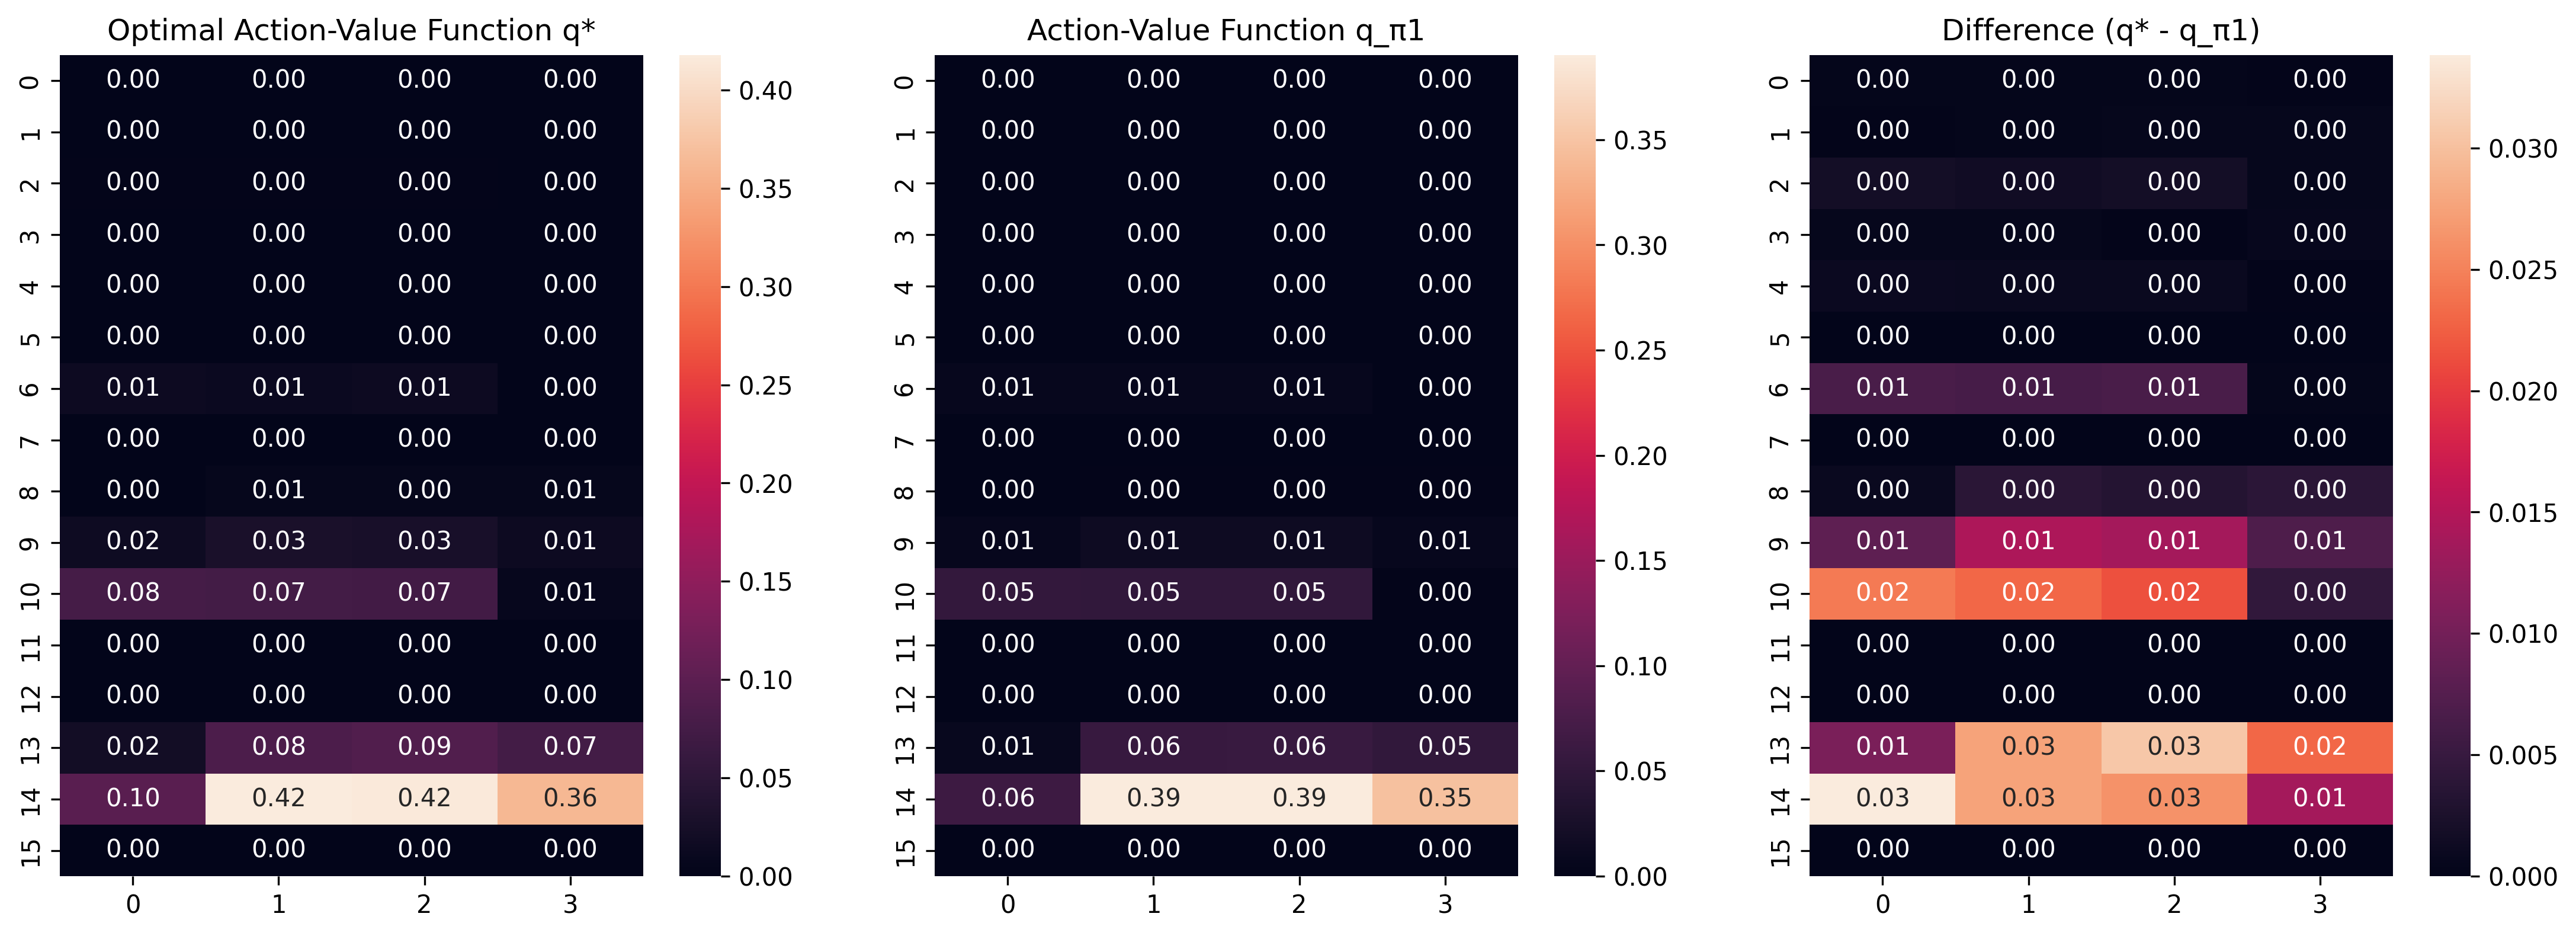 Optimal Action-Value Function q*
0 0.00 0.00 0.00 0.00
1 0.00 0.00 0.00 0.00
2 0.00 0.00 0.00 0.00
3 0.00 0.00 0.00 0.00
4 0.00 0.00 0.00 0.00
5 0.00 0.00 0.00 0.00
6 0.01 0.01 0.01 0.00
7 0.00 0.00 0.00 0.00
8 0.00 0.01 0.00 0.01
9 0.02 0.03 0.03 0.01
10 0.08 0.07 0.07 0.01
11 0.00 0.00 0.00 0.00
12 0.00 0.00 0.00 0.00
13 0.02 0.08 0.09 0.07
14 0.10 0.42 0.42 0.36
15 0.00 0.00 0.00 0.00
0 1 2 3
0.40
0.35
0.30
0.25
0.20
0.15
0.10
0.05
0.00
Action-Value Function q_π1
0 0.00 0.00 0.00 0.00
1 0.00 0.00 0.00 0.00
2 0.00 0.00 0.00 0.00
3 0.00 0.00 0.00 0.00
4 0.00 0.00 0.00 0.00
5 0.00 0.00 0.00 0.00
6 0.01 0.01 0.01 0.00
7 0.00 0.00 0.00 0.00
8 0.00 0.00 0.00 0.00
9 0.01 0.01 0.01 0.01
10 0.05 0.05 0.05 0.00
11 0.00 0.00 0.00 0.00
12 0.00 0.00 0.00 0.00
13 0.01 0.06 0.06 0.05
14 0.06 0.39 0.39 0.35
15 0.00 0.00 0.00 0.00
0 1 2 3
0.35
0.30
0.25
0.20
0.15
0.10
0.05
0.00
Difference (q* - q_π1)
0 0.00 0.00 0.00 0.00
1 0.00 0.00 0.00 0.00
2 0.00 0.00 0.00 0.00
3 0.00 0.00 0.00 0.00
4 0.00 0.00 0.00 0.00
5 0.00 0.00 0.00 0.00
6 0.01 0.01 0.01 0.00
7 0.00 0.00 0.00 0.00
8 0.00 0.00 0.00 0.00
9 0.01 0.01 0.01 0.01
10 0.02 0.02 0.02 0.00
11 0.00 0.00 0.00 0.00
12 0.00 0.00 0.00 0.00
13 0.01 0.03 0.03 0.02
14 0.03 0.03 0.03 0.01
15 0.00 0.00 0.00 0.00
0 1 2 3
0.030
0.025
0.020
0.015
0.010
0.005
0.000